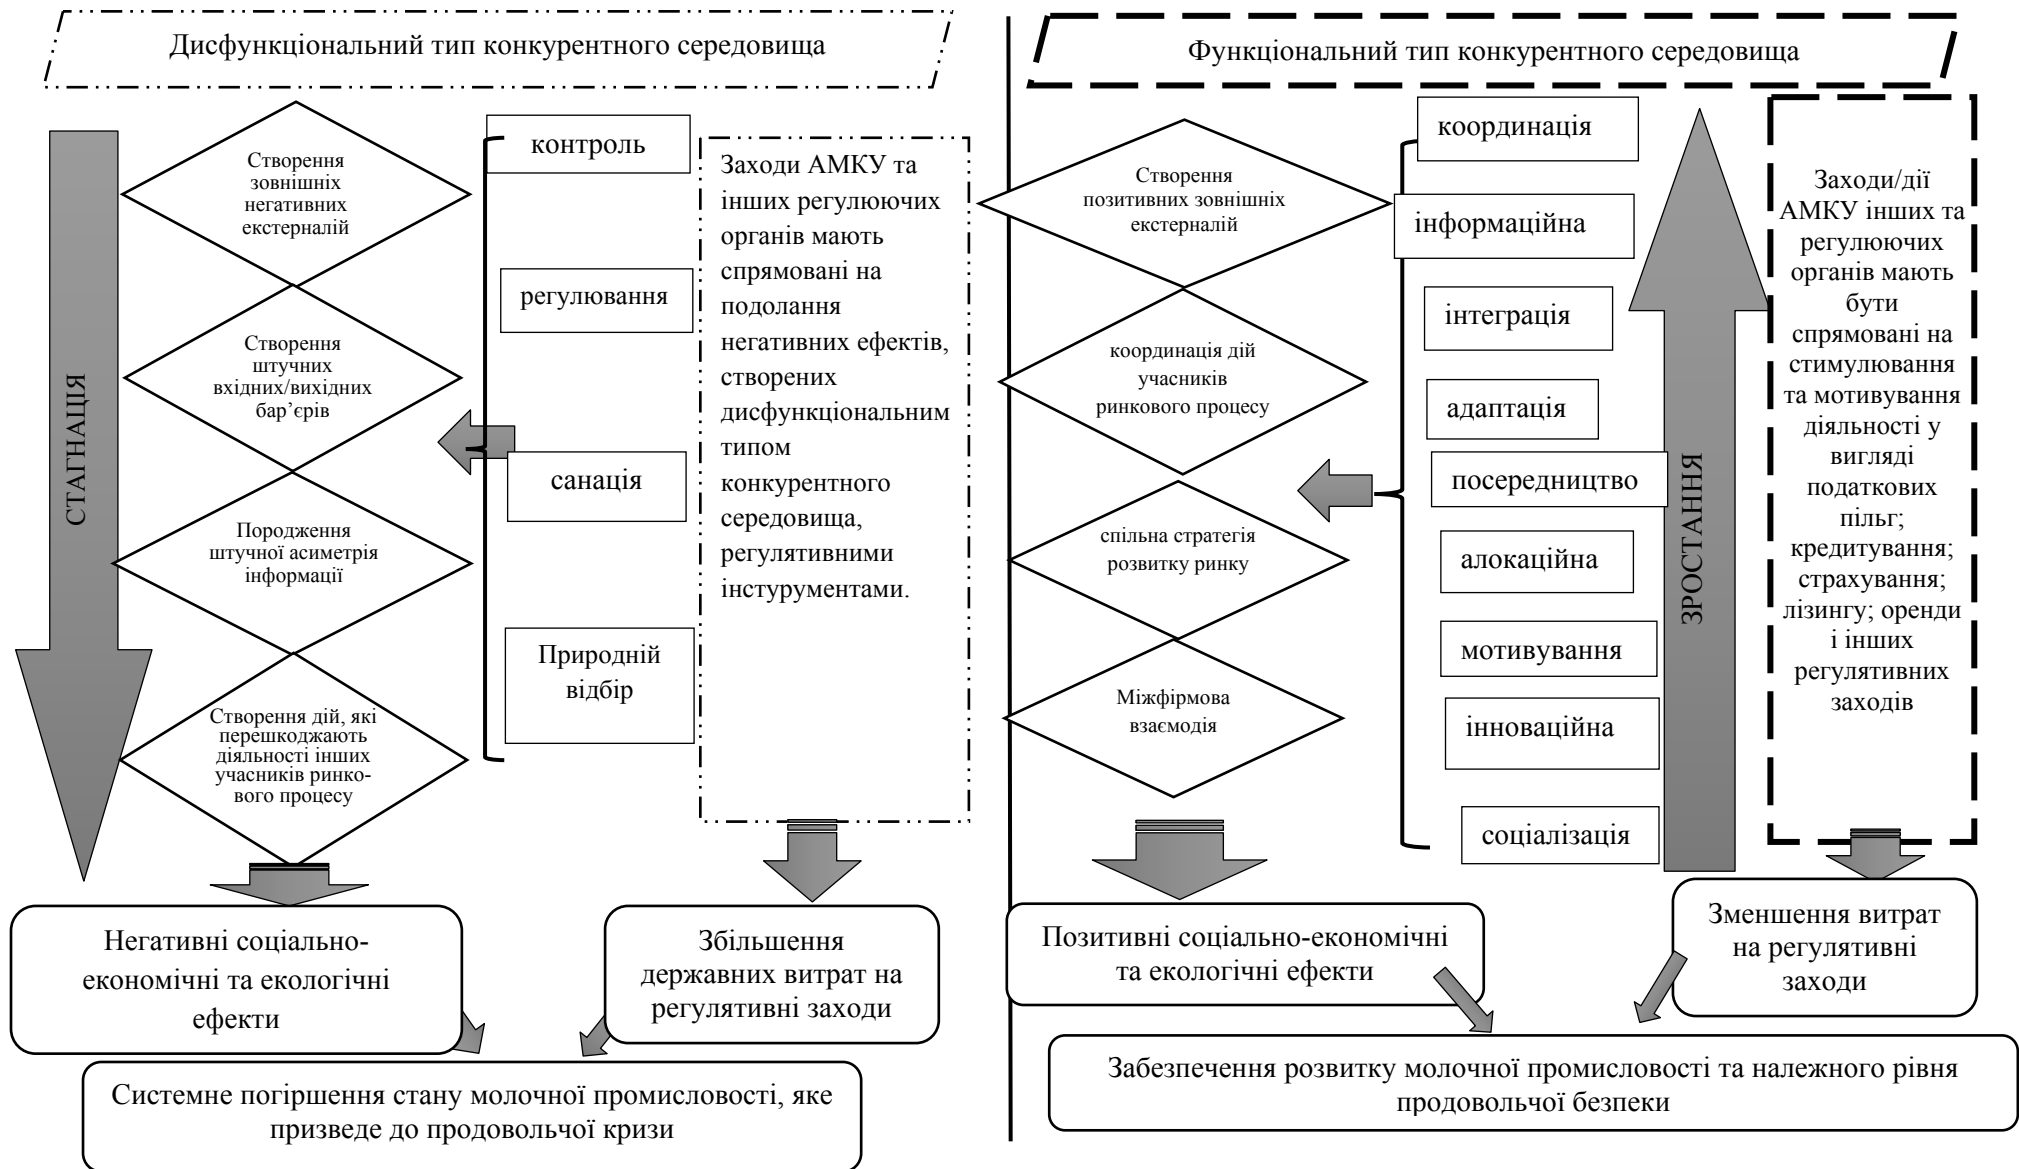 Дисфункціональний тип конкурентного середовища
СТАГНАЦІЯ
Створення
зовнішніх
негативних
екстерналій
Створення
штучних
вхідних/вихідних
бар’єрів
Породження
штучної асиметрія
інформації
Створення дій, які
перешкоджають
діяльності інших
учасників ринко-
вого процесу
контроль
регулювання
санація
Природній
відбір
Заходи АМКУ та
інших регулюючих
органів мають
спрямовані на
подолання
негативних ефектів,
створених
дисфункціональним
типом
конкурентного
середовища,
регулятивними
інстурументами.
Негативні соціально-
економічні та екологічні
ефекти
Збільшення
державних витрат на
регулятивні заходи
Системне погіршення стану молочної промисловості, яке
призведе до продовольчої кризи
Функціональний тип конкурентного середовища
Створення
позитивних зовнішніх
екстерналій
координація дій
учасників
ринкового процесу
спільна стратегія
розвитку ринку
Міжфірмова
взаємодія
координація
інформаційна
інтеграція
адаптація
посередництво
алокаційна
мотивування
інноваційна
соціалізація
ЗРОСТАННЯ
Заходи/дії
АМКУ інших та
регулюючих
органів мають
бути
спрямовані на
стимулювання
та мотивування
діяльності у
вигляді
податкових
пільг;
кредитування;
страхування;
лізингу; оренди
і інших
регулятивних
заходів
Позитивні соціально-економічні
та екологічні ефекти
Зменшення витрат
на регулятивні
заходи
Забезпечення розвитку молочної промисловості та належного рівня
продовольчої безпеки